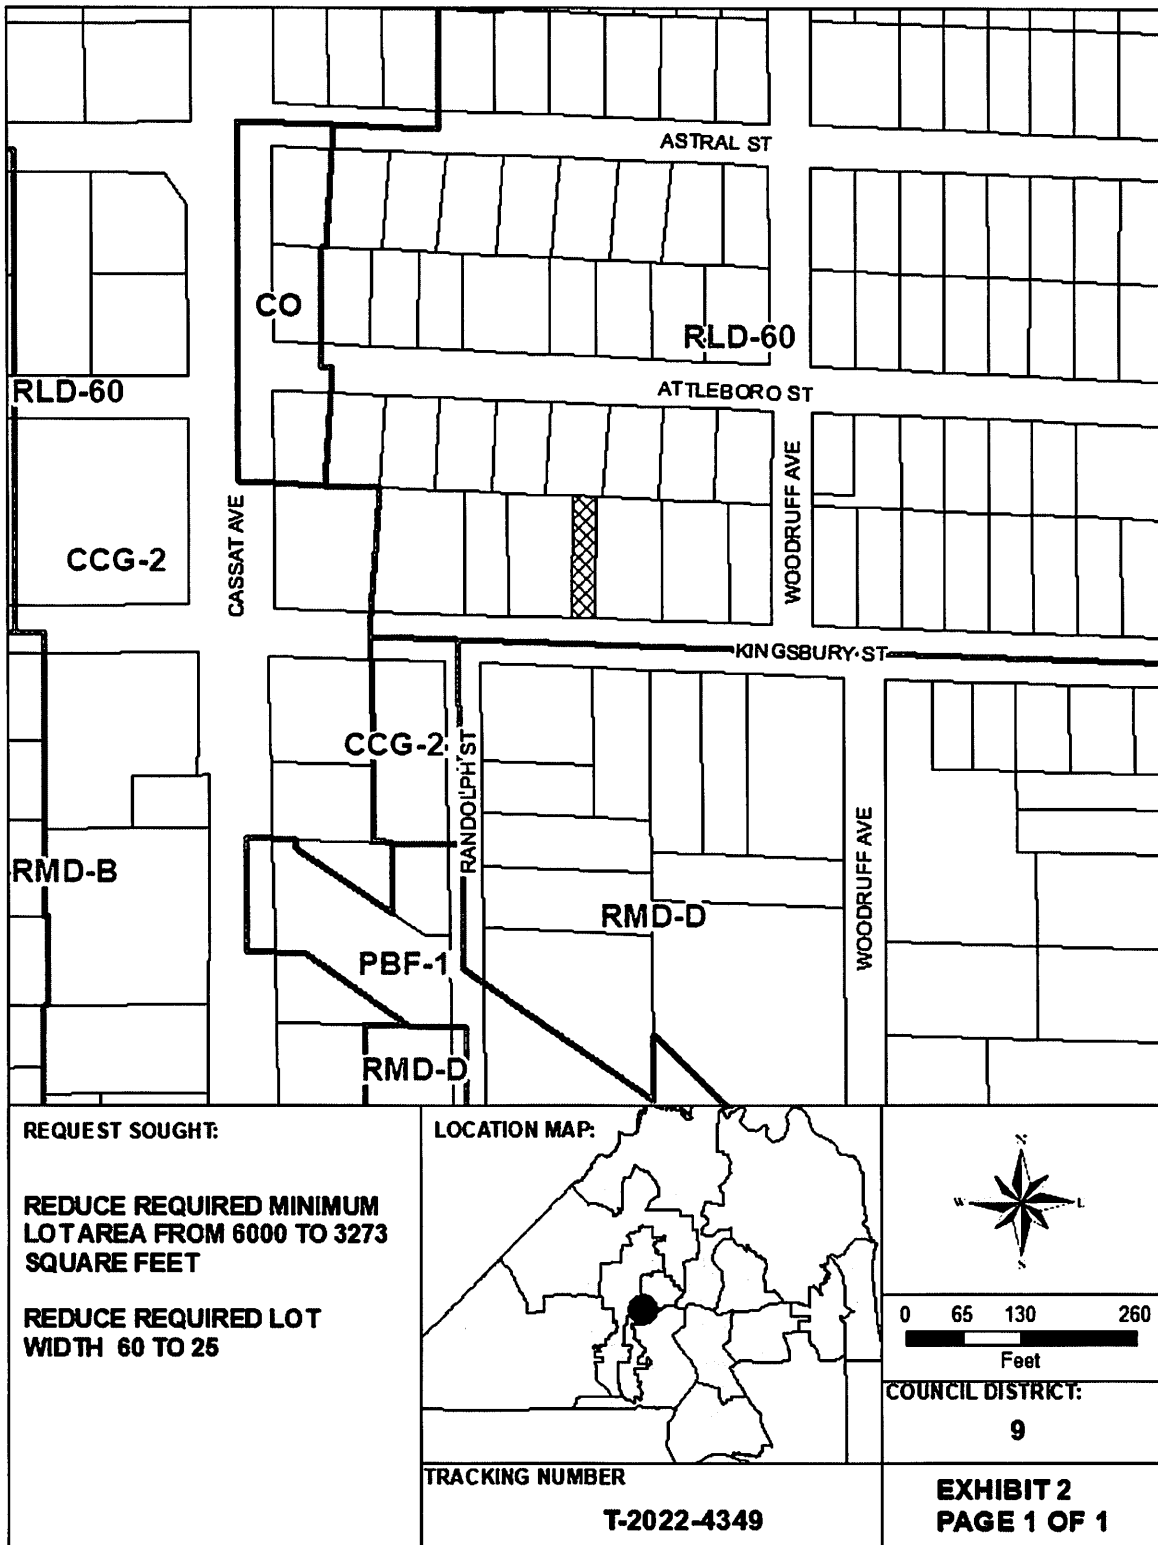 ASTRAL ST
CO
RLD-60
RLD-60
ATTLEBORO ST
CASSAT AVE
WOODRUFF AVE
CCG-2
KINGSBURY ST
CCG-2
RANDOLPH ST
WOODRUFF AVE
RMD-B
RMD-D
PBF-1
RMD-D
REQUEST SOUGHT:
REDUCE REQUIRED MINIMUM
LOT AREA FROM 6000 TO 3273
SQUARE FEET
REDUCE REQUIRED LOT
WIDTH 60 TO 25
LOCATION MAP:
N
W
S
0 65 130 260
Feet
COUNCIL DISTRICT:
9
TRACKING NUMBER
T-2022-4349
EXHIBIT 2
PAGE 1 OF 1